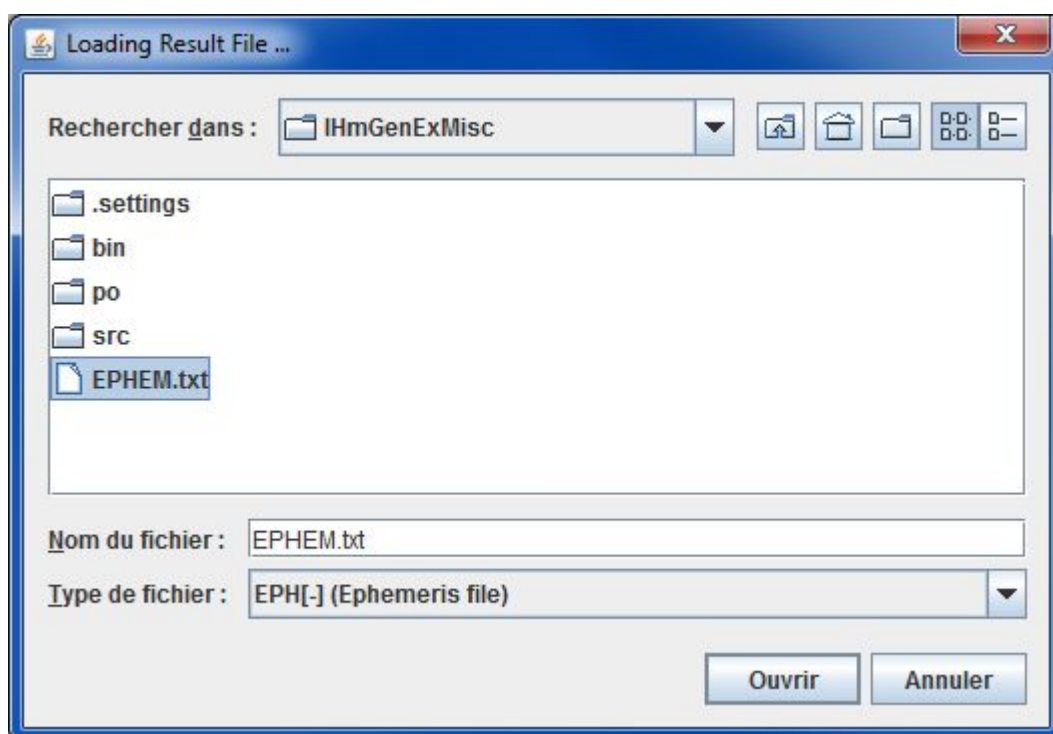 Loading Result File ...
Rechercher dans : IHmGenExMisc
.settings
bin
po
src
EPHEM.txt
Nom du fichier : EPHEM.txt
Type de fichier : EPH[-] (Ephemeris file)
Ouvrir Annuler